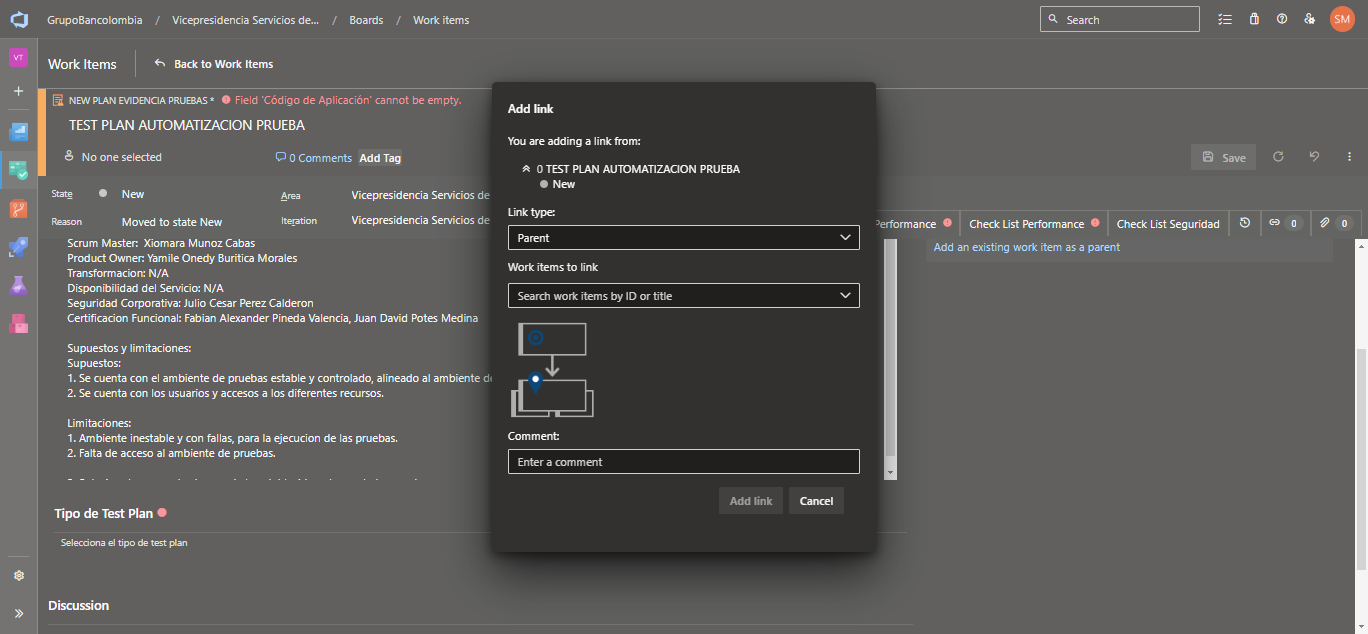 GrupoBancolombia / Vicepresidencia Servicios de... / Boards / Work items
Search
SM
VT
Work Items
Back to Work Items
NEW PLAN EVIDENCIA PRUEBAS * Field 'Código de Aplicación' cannot be empty.
TEST PLAN AUTOMATIZACION PRUEBA
No one selected
0 Comments
Add Tag
Save
State
New
Area
Vicepresidencia Servicios de
Reason
Moved to state New
Iteration
Vicepresidencia Servicios de
Performance
Check List Performance
Check List Seguridad
0
0
Scrum Master: Xiomara Munoz Cabas
Product Owner: Yamile Onedy Buritica Morales
Transformacion: N/A
Disponibilidad del Servicio: N/A
Seguridad Corporativa: Julio Cesar Perez Calderon
Certificacion Funcional: Fabian Alexander Pineda Valencia, Juan David Potes Medina
Supuestos y limitaciones:
Supuestos:
1. Se cuenta con el ambiente de pruebas estable y controlado, alineado al ambiente de
2. Se cuenta con los usuarios y accesos a los diferentes recursos.
Limitaciones:
1. Ambiente inestable y con fallas, para la ejecucion de las pruebas.
2. Falta de acceso al ambiente de pruebas.
Tipo de Test Plan
Selecciona el tipo de test plan
Discussion
Add an existing work item as a parent
Add link
You are adding a link from:
0 TEST PLAN AUTOMATIZACION PRUEBA
New
Link type:
Parent
Work items to link
Search work items by ID or title
Comment:
Enter a comment
Add link
Cancel